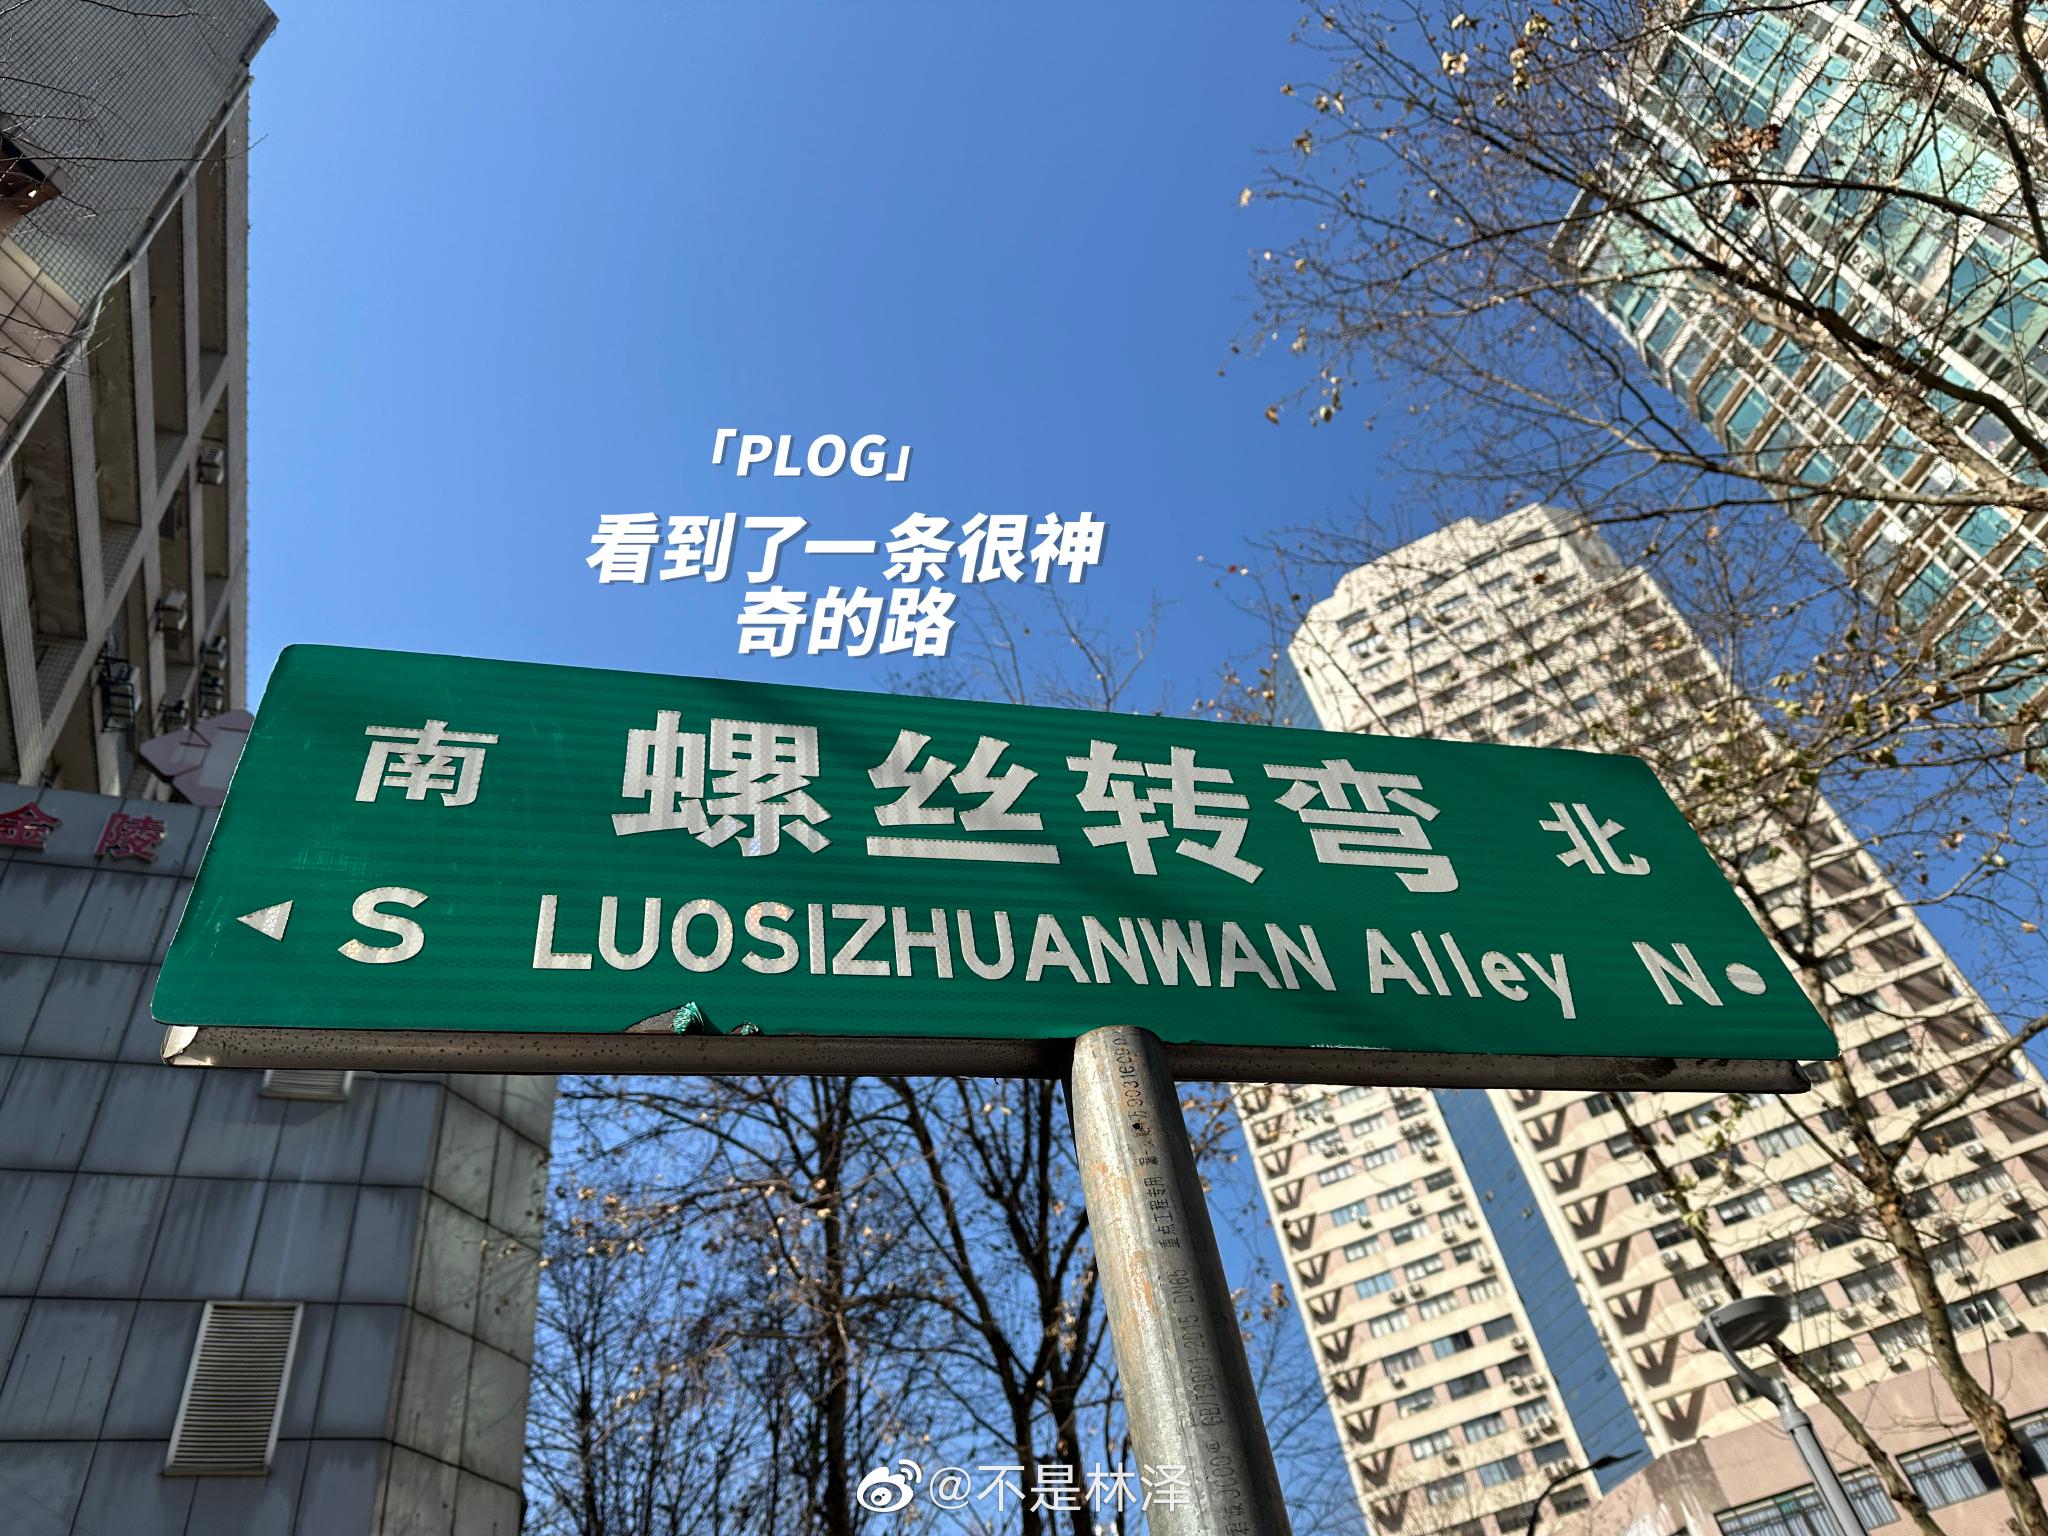 「PLOG」
看到了一条很神
奇的路
南 螺丝转弯 北
S LUOSIZHUANWAN Alley N
金陵
@不是林泽